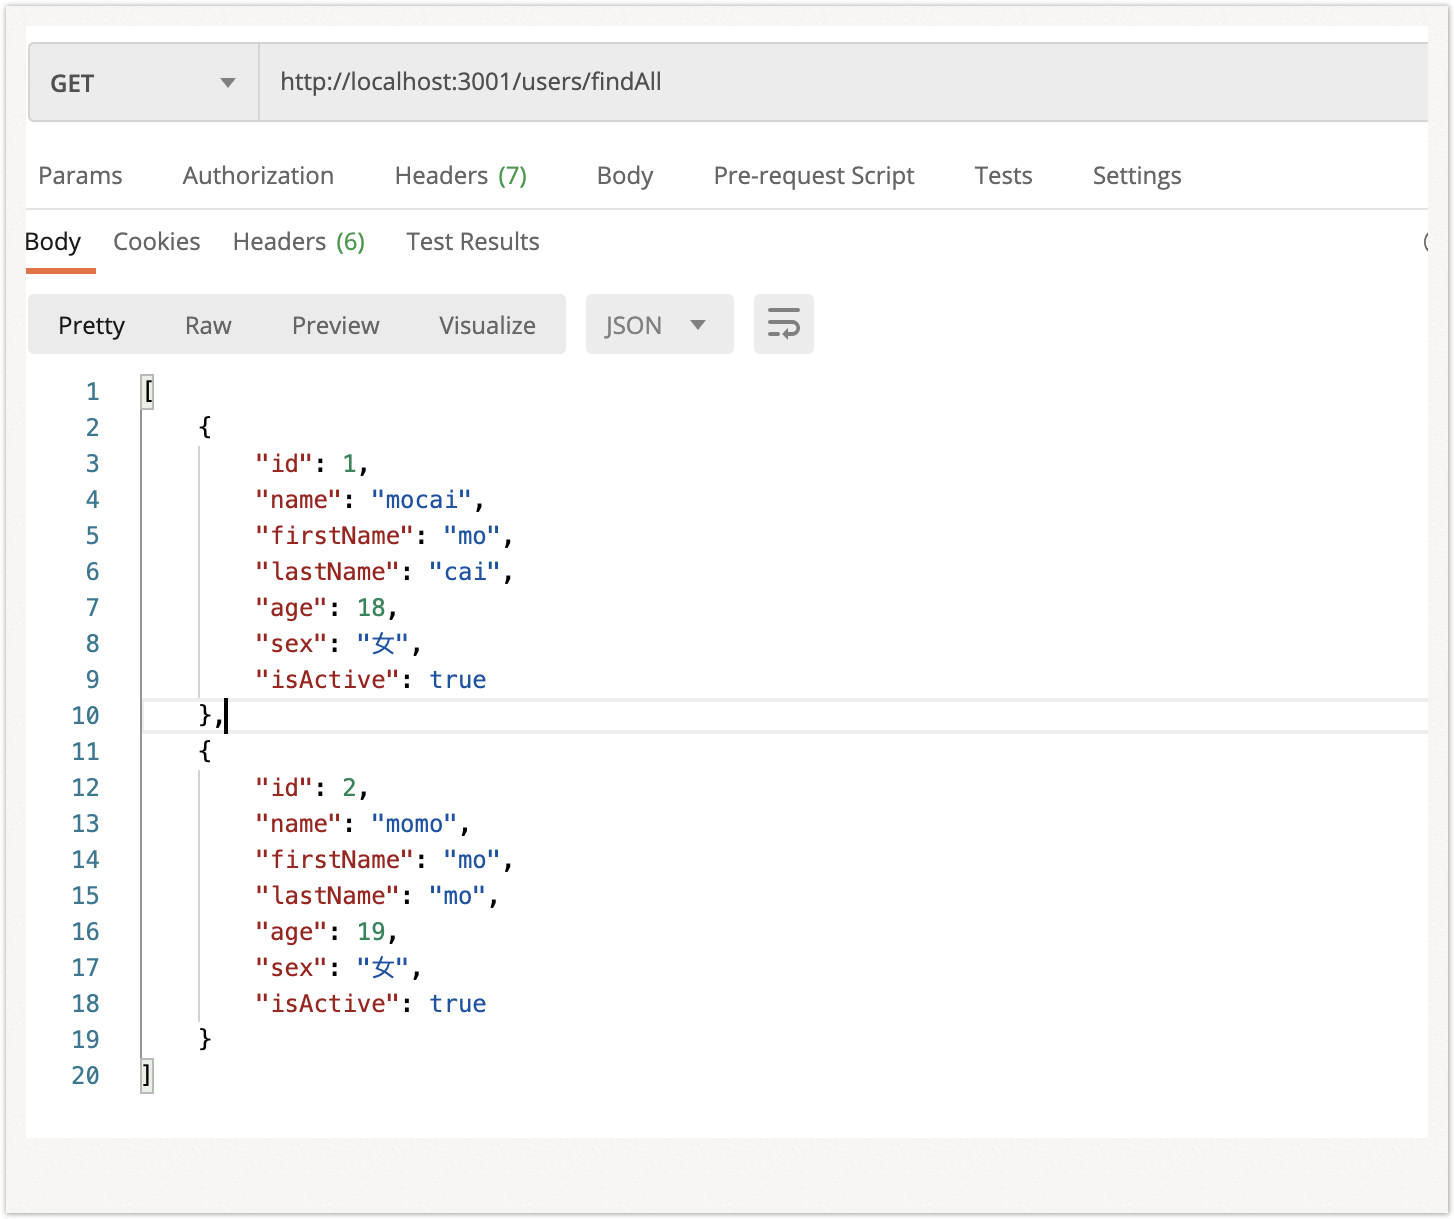 GET http://localhost:3001/users/findAll
Params Authorization Headers (7) Body Pre-request Script Tests Settings
Body Cookies Headers (6) Test Results
Pretty Raw Preview Visualize JSON
1 [
2 {
3 "id": 1,
4 "name": "mocai",
5 "firstName": "mo",
6 "lastName": "cai",
7 "age": 18,
8 "sex": "女",
9 "isActive": true
10 },
11 {
12 "id": 2,
13 "name": "momo",
14 "firstName": "mo",
15 "lastName": "mo",
16 "age": 19,
17 "sex": "女",
18 "isActive": true
19 }
20 ]